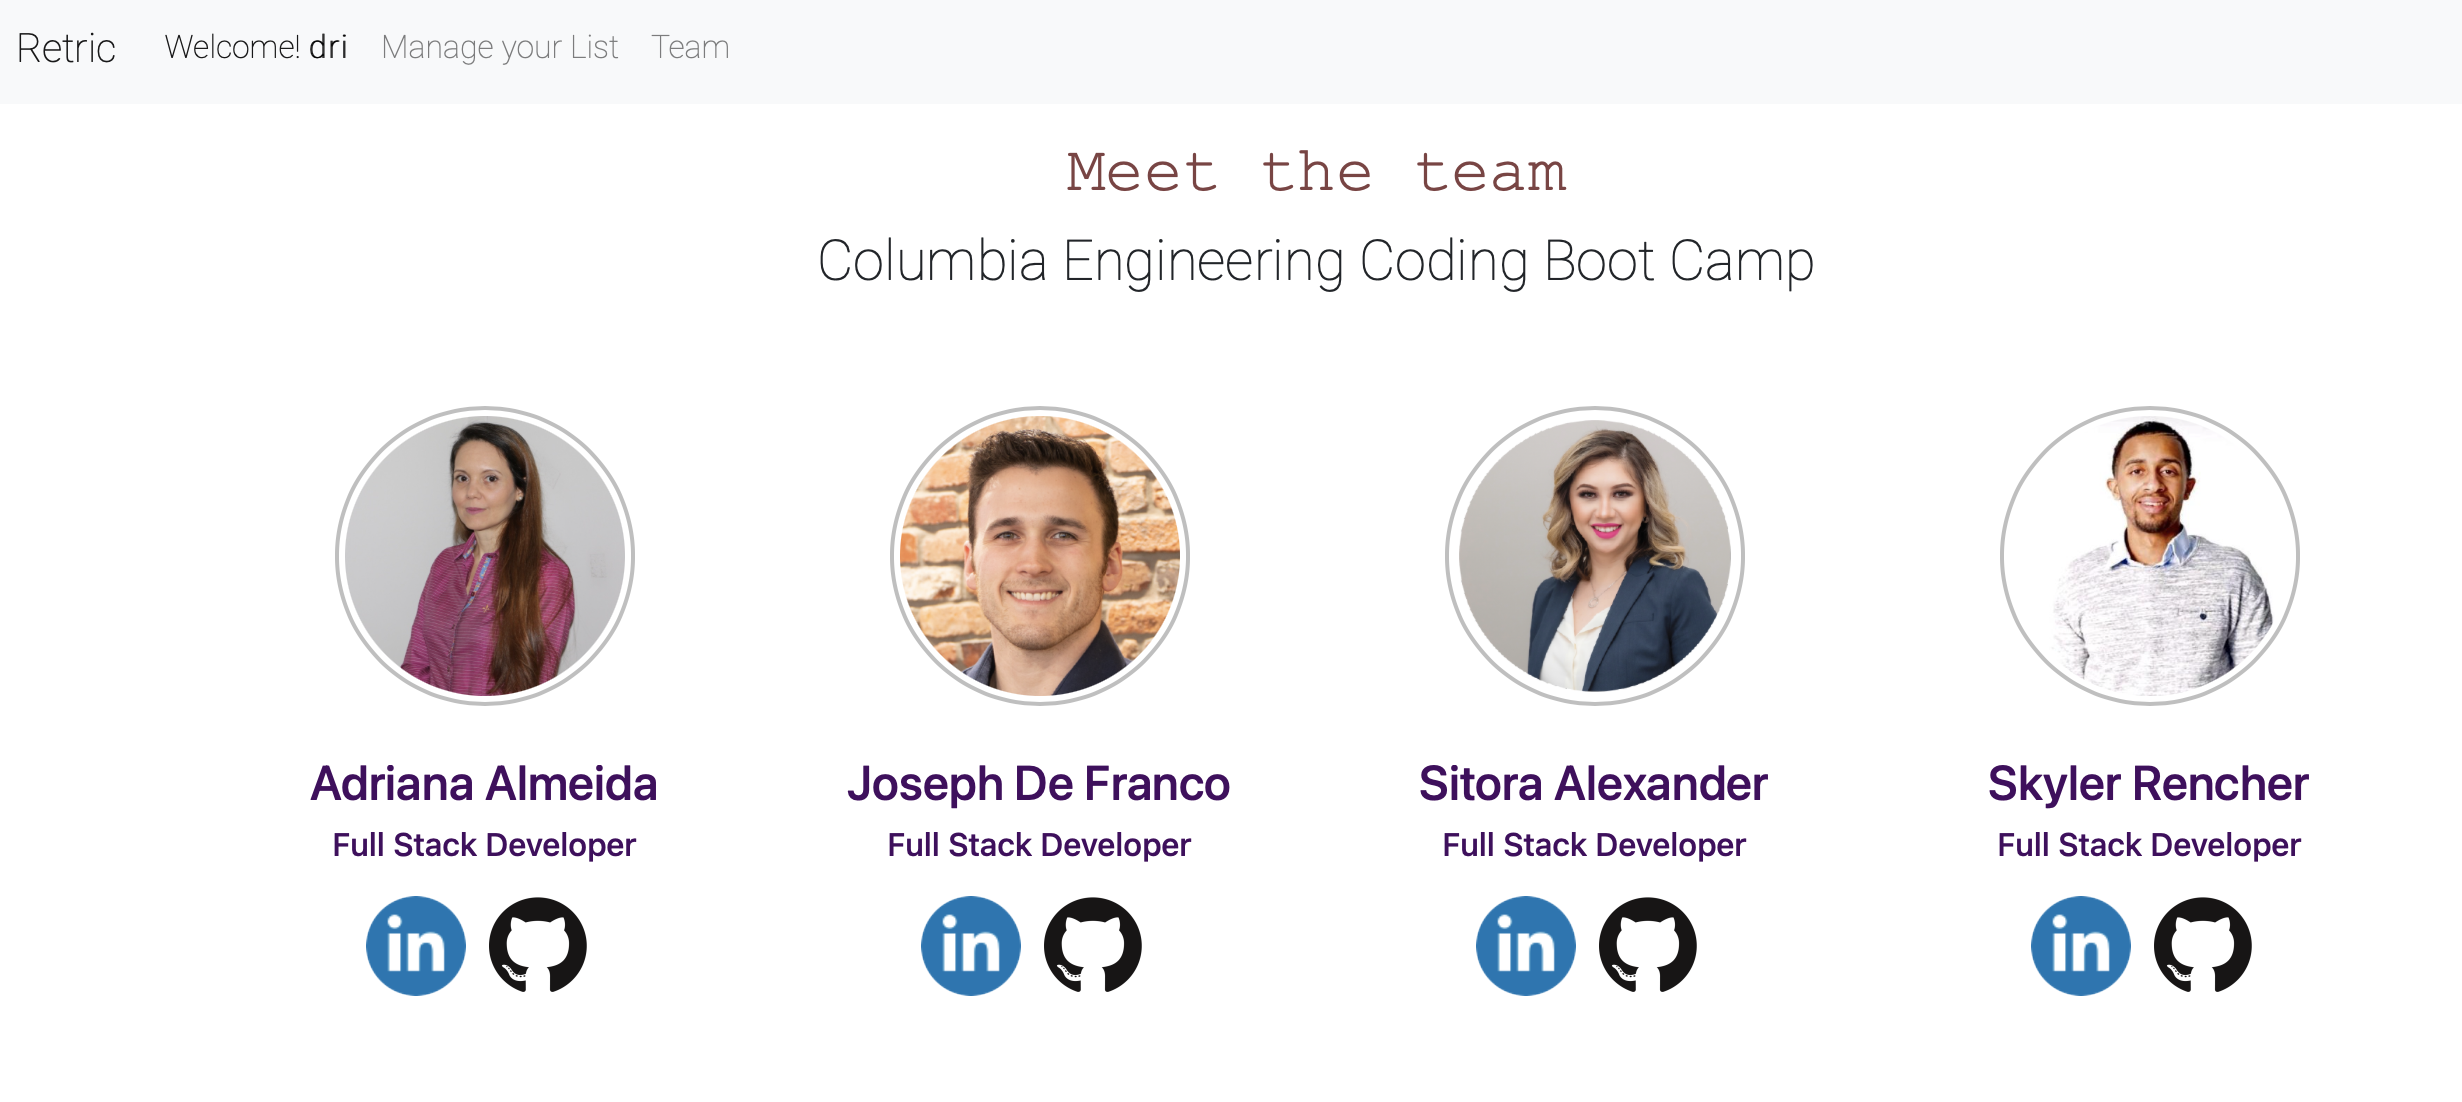 Retric Welcome! dri Manage your List Team
Meet the team
Columbia Engineering Coding Boot Camp
Adriana Almeida Joseph De Franco Sitora Alexander Skyler Rencher
Full Stack Developer Full Stack Developer Full Stack Developer Full Stack Developer
in in in in